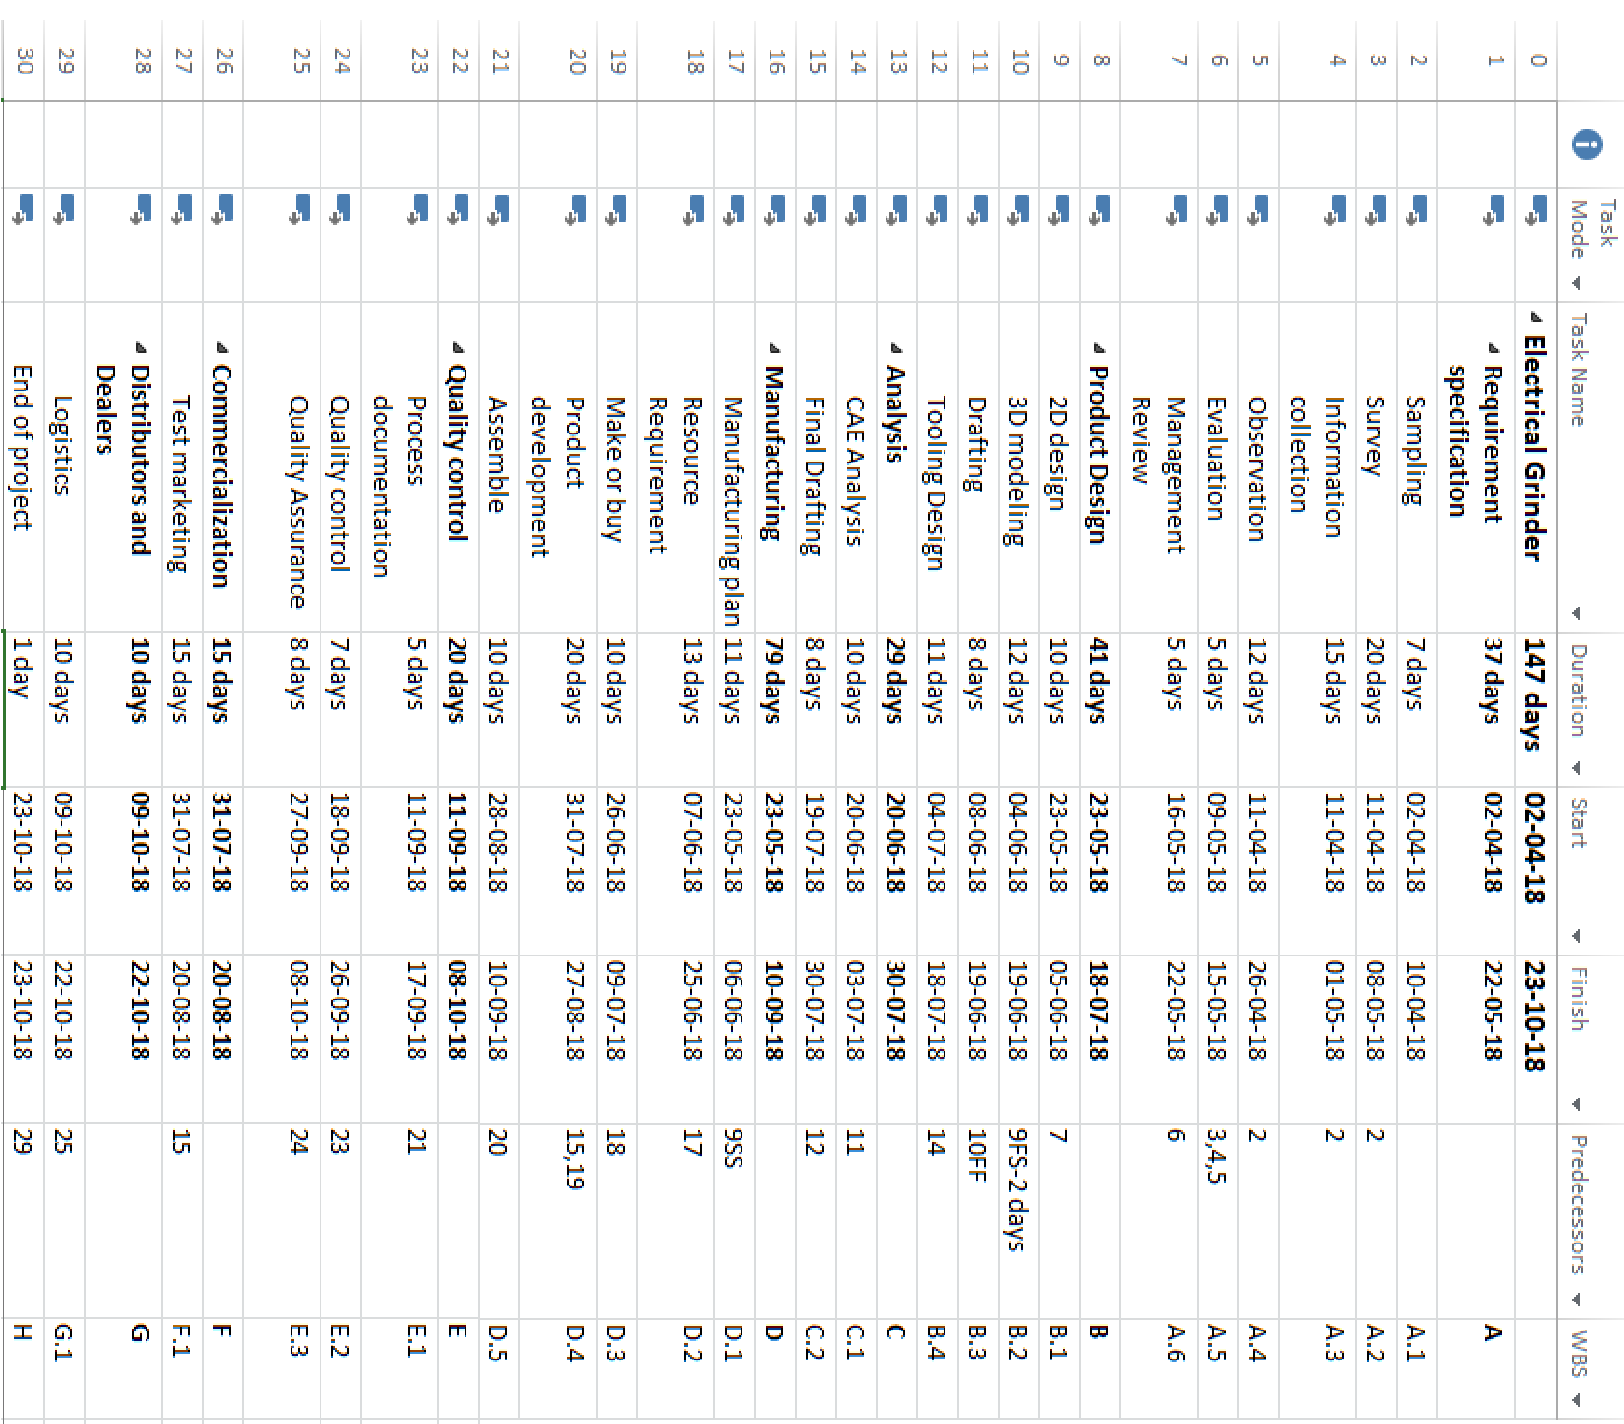 Task Mode Task Name Duration Start Finish Predecessors WBS
0 Electrical Grinder 147 days 02-04-18 23-10-18
1 Requirement specification 37 days 02-04-18 22-05-18 A
2 Sampling 7 days 02-04-18 10-04-18 A.1
3 Survey 20 days 11-04-18 08-05-18 2 A.2
4 Information collection 15 days 11-04-18 01-05-18 2 A.3
5 Observation 12 days 11-04-18 26-04-18 2 A.4
6 Evaluation 5 days 09-05-18 15-05-18 3,4,5 A.5
7 Management Review 5 days 16-05-18 22-05-18 6 A.6
8 Product Design 41 days 23-05-18 18-07-18 B
9 2D design 10 days 23-05-18 05-06-18 7 B.1
10 3D modeling 12 days 04-06-18 19-06-18 9FS-2 days B.2
11 Drafting 8 days 08-06-18 19-06-18 10FF B.3
12 Tooling Design 11 days 04-07-18 18-07-18 14 B.4
13 Analysis 29 days 20-06-18 30-07-18 C
14 CAE Analysis 10 days 20-06-18 03-07-18 11 C.1
15 Final Drafting 8 days 19-07-18 30-07-18 12 C.2
16 Manufacturing 79 days 23-05-18 10-09-18 D
17 Manufacturing plan 11 days 23-05-18 06-06-18 9SS D.1
18 Resource Requirement 13 days 07-06-18 25-06-18 17 D.2
19 Make or buy 10 days 26-06-18 09-07-18 18 D.3
20 Product development 20 days 31-07-18 27-08-18 15,19 D.4
21 Assemble 10 days 28-08-18 10-09-18 20 D.5
22 Quality control 20 days 11-09-18 08-10-18 E
23 Process documentation 5 days 11-09-18 17-09-18 21 E.1
24 Quality control 7 days 18-09-18 26-09-18 23 E.2
25 Quality Assurance 8 days 27-09-18 08-10-18 24 E.3
26 Commercialization 15 days 31-07-18 20-08-18 F
27 Test marketing 15 days 31-07-18 20-08-18 15 F.1
28 Distributors and Dealers 10 days 09-10-18 22-10-18 G
29 Logistics 10 days 09-10-18 22-10-18 25 G.1
30 End of project 1 day 23-10-18 23-10-18 29 H